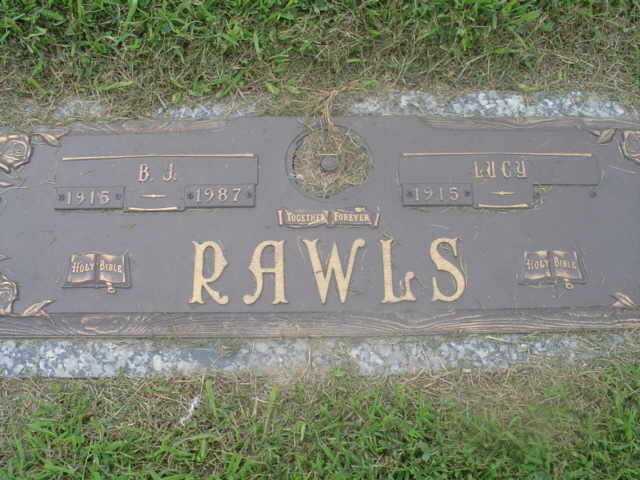 B. J.
1915 - 1987
LUCY
1915 -
TOGETHER FOREVER
HOLY BIBLE
RAWLS
HOLY BIBLE